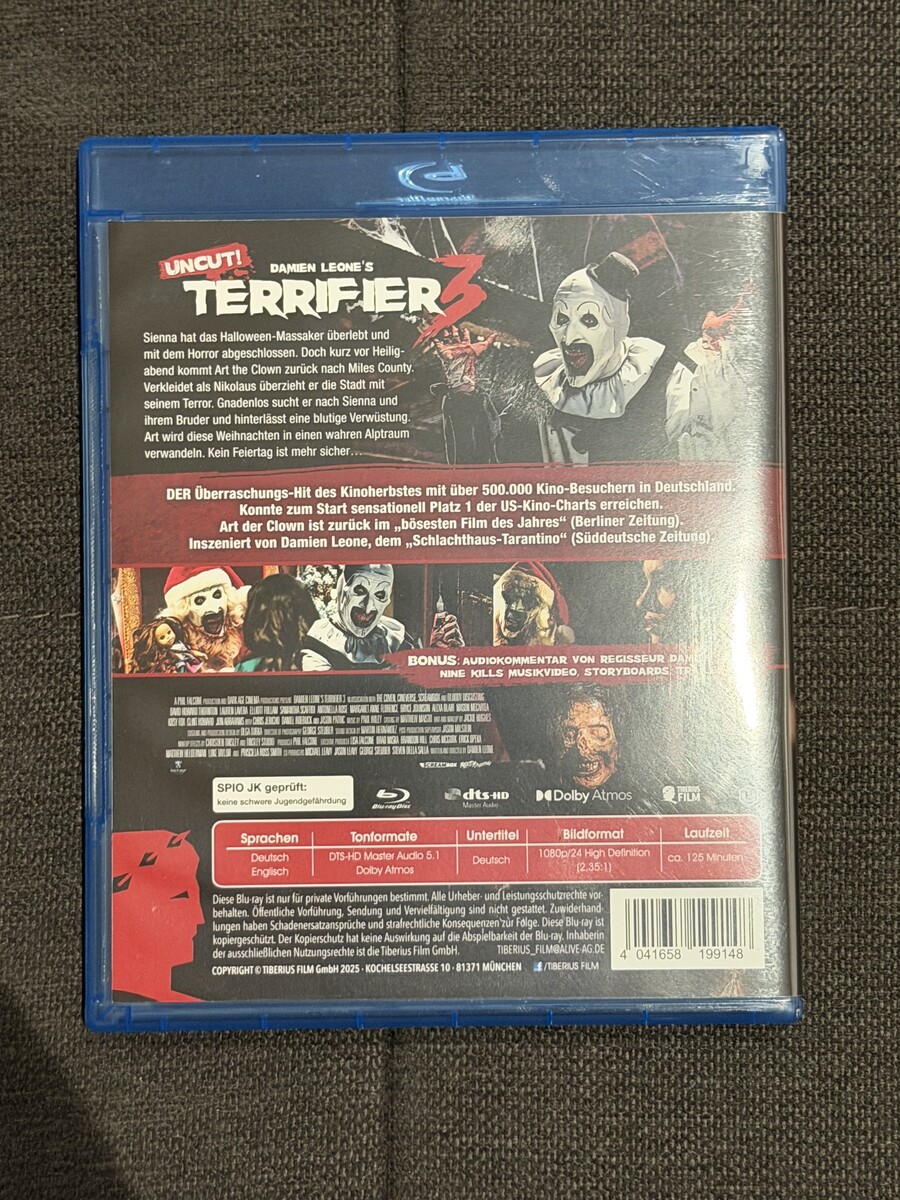 UNCUT!
DAMIEN LEONE'S
TERRIFIER 3
Sienna hat das Halloween-Massaker überlebt und
mit dem Horror abgeschlossen. Doch kurz vor Heilig-
abend kommt Art the Clown zurück nach Miles County.
Verkleidet als Nikolaus überzieht er die Stadt mit
seinem Terror. Gnadenlos sucht er nach Sienna und
ihrem Bruder und hinterlässt eine blutige Verwüstung.
Art wird diese Weihnachten in einen wahren Alptraum
verwandeln. Kein Feiertag ist mehr sicher...
DER Überraschungs-Hit des Kinoherbstes mit über 500.000 Kino-Besuchern in Deutschland.
Konnte zum Start sensationell Platz 1 der US-Kino-Charts erreichen.
Art der Clown ist zurück im „bösesten Film des Jahres“ (Berliner Zeitung).
Inszeniert von Damien Leone, dem „Schlachthaus-Tarantino“ (Süddeutsche Zeitung).
BONUS: AUDIOKOMMENTAR VON REGISSEUR
NINE KILLS MUSIKVIDEO, STORYBOARDS,
SCREAMBOX
SPIO JK geprüft:
keine schwere Jugendgefährdung
Blu-ray Disc
dts-HD
Master Audio
Dolby Atmos
TIBERIUS
FILM
Sprachen Tonformate Untertitel Bildformat Laufzeit
Deutsch DTS-HD Master Audio 5.1 Deutsch 1080p/24 High Definition ca. 125 Minuten
Englisch Dolby Atmos (2,35:1)
Diese Blu-ray ist nur für private Vorführungen bestimmt. Alle Urheber- und Leistungsschutzrechte vor-
behalten. Öffentliche Vorführung, Sendung und Vervielfältigung sind nicht gestattet. Zuwiderhand-
lungen haben Schadenersatzansprüche und strafrechtliche Konsequenzen zur Folge. Diese Blu-ray ist
kopiergeschützt. Der Kopierschutz hat keine Auswirkung auf die Abspielbarkeit der Blu-ray. Inhaberin
der ausschließlichen Nutzungsrechte ist die Tiberius Film GmbH. TIBERIUS_FILM@ALIVE-AG.DE
COPYRIGHT © TIBERIUS FILM GmbH 2025 · KOCHELSEESTRASSE 10 · 81371 MÜNCHEN f /TIBERIUS FILM
4 041658 199148